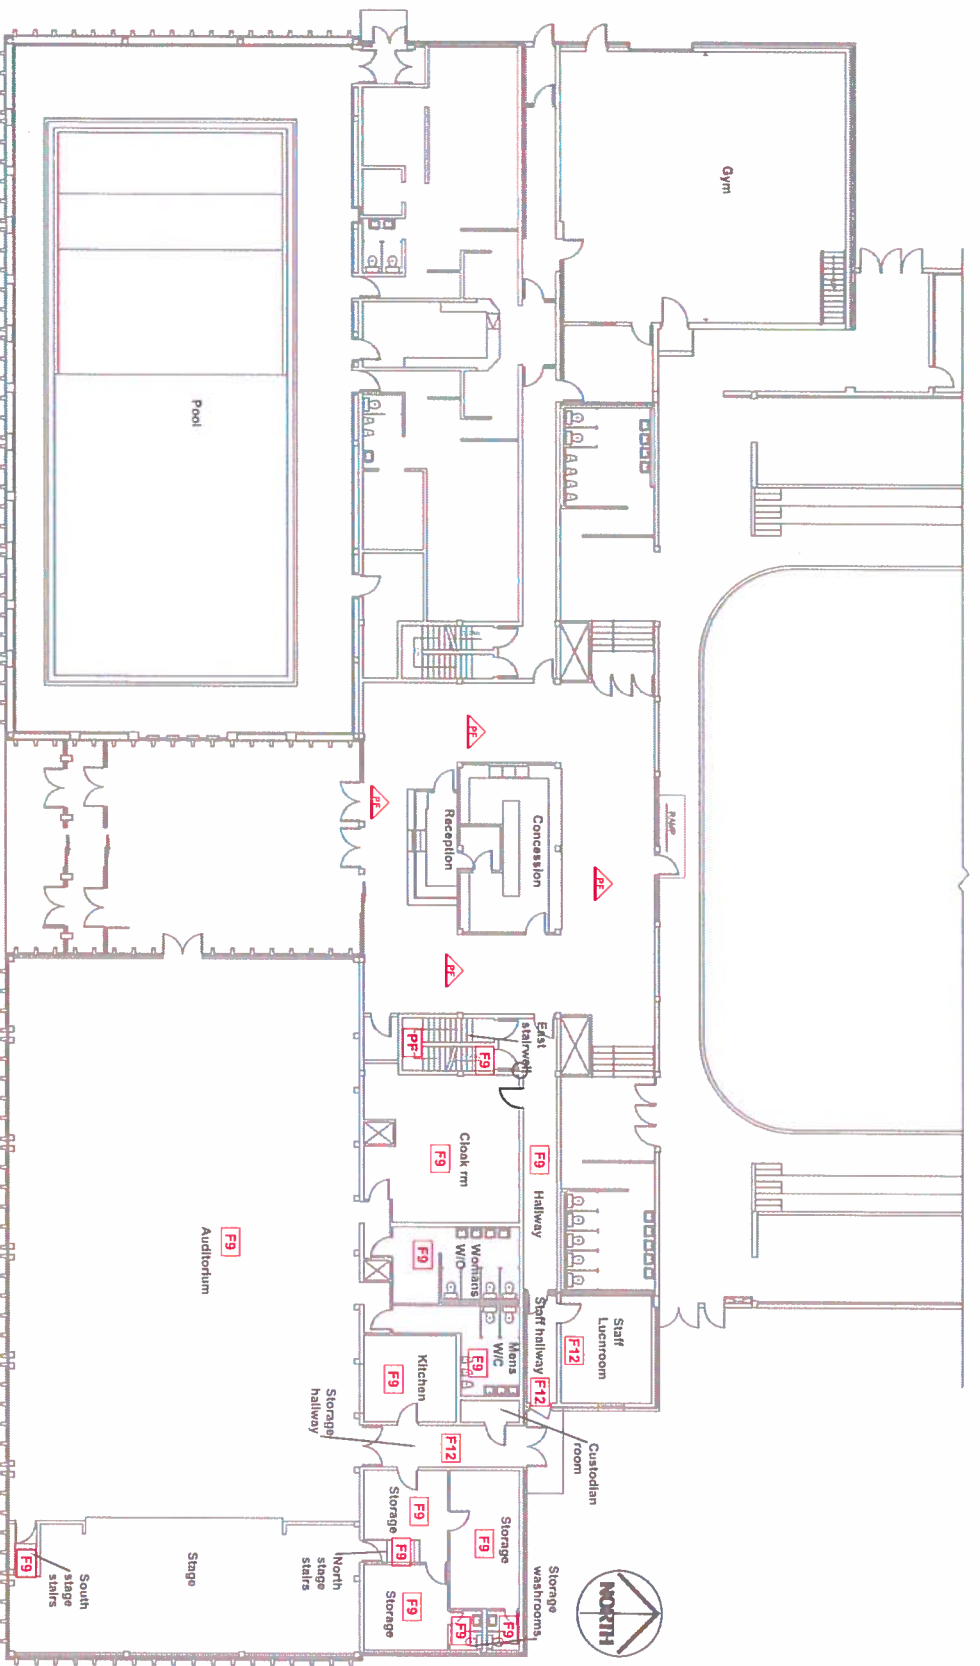 Gym
Pool
PF
PF
RAMP
Concession
Reception
PF
PF
East
stairwell
PF
F9
Cloak rm
F9
F9
Hallway
F9
Auditorium
F9
Womans
W/C
Staff hallway
F12
Staff
Lucnroom
F12
Mens
W/C
F9
Kitchen
F9
Storage
hallway
F12
Custodian
room
Storage
F9
Storage
F9
F9
North
stage
stairs
Storage
F9
Storage
washrooms
F9
F9
Stage
F9
South
stage
stairs
NORTH